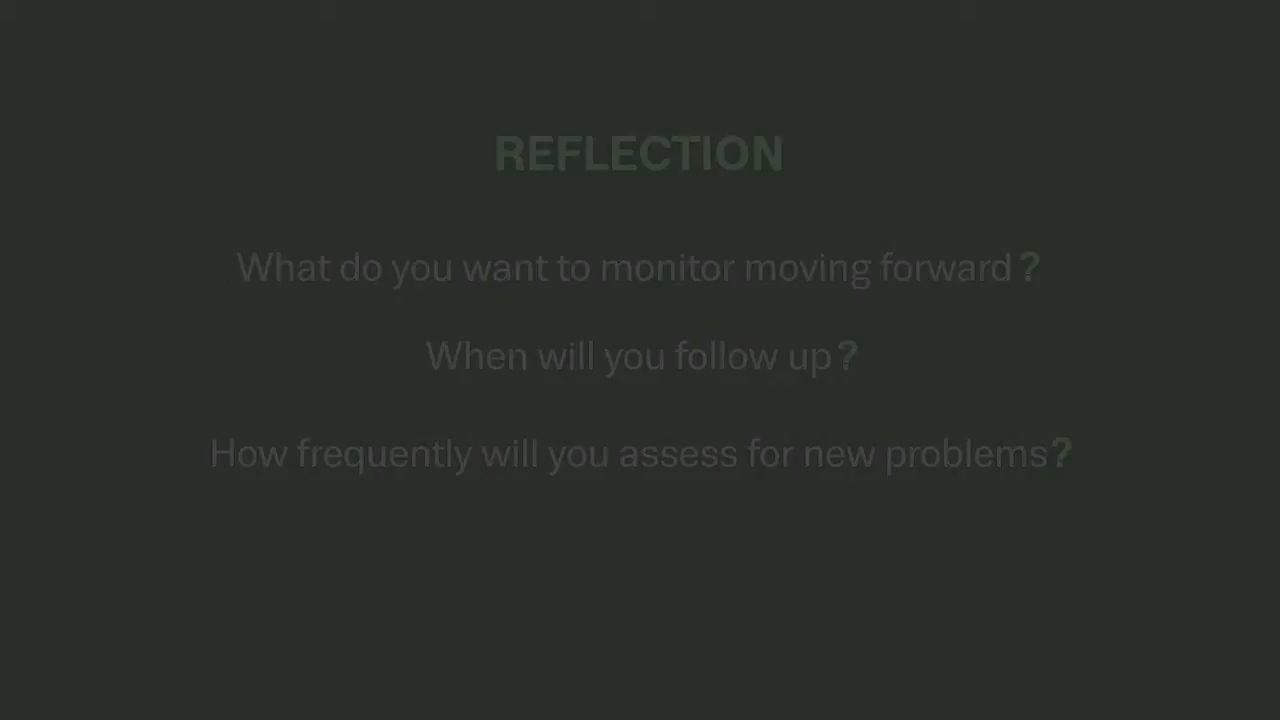 REFLECTION
What do you want to monitor moving forward?
When will you follow up?
How frequently will you assess for new problems?